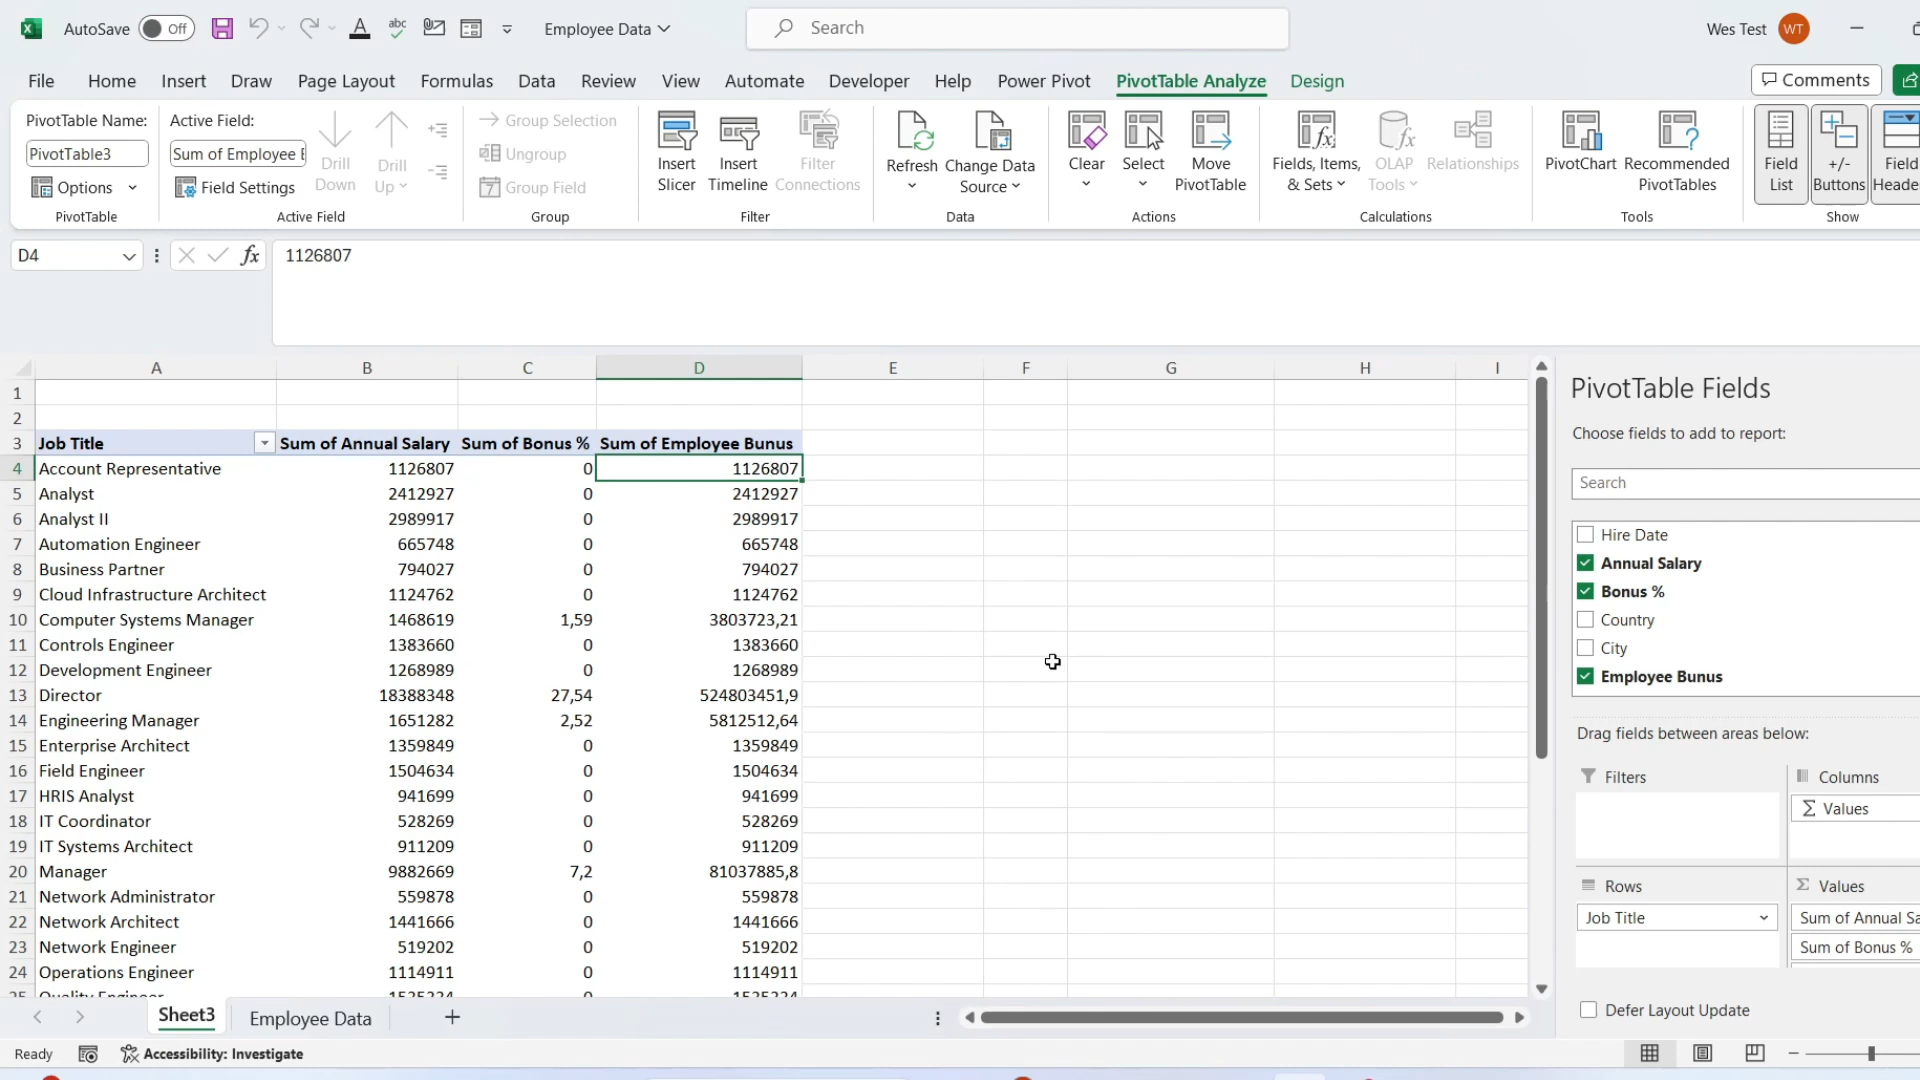 AutoSave Off Employee Data Search Wes Test WT
File Home Insert Draw Page Layout Formulas Data Review View Automate Developer Help Power Pivot PivotTable Analyze Design Comments
PivotTable Name:
PivotTable3
Options
PivotTable
Active Field:
Sum of Employee
Field Settings
Drill Down
Drill Up
Active Field
Group Selection
Ungroup
Group Field
Group
Insert Slicer
Insert Timeline
Filter Connections
Filter
Refresh
Change Data Source
Data
Clear
Select
Move PivotTable
Actions
Fields, Items, & Sets
OLAP Tools
Relationships
Calculations
PivotChart
Recommended PivotTables
Tools
Field List
+/- Buttons
Field Heade
Show
D4 fx 1126807
A B C D E F G H I
1
2
3 Job Title Sum of Annual Salary Sum of Bonus % Sum of Employee Bunus
4 Account Representative 1126807 0 1126807
5 Analyst 2412927 0 2412927
6 Analyst II 2989917 0 2989917
7 Automation Engineer 665748 0 665748
8 Business Partner 794027 0 794027
9 Cloud Infrastructure Architect 1124762 0 1124762
10 Computer Systems Manager 1468619 1,59 3803723,21
11 Controls Engineer 1383660 0 1383660
12 Development Engineer 1268989 0 1268989
13 Director 18388348 27,54 524803451,9
14 Engineering Manager 1651282 2,52 5812512,64
15 Enterprise Architect 1359849 0 1359849
16 Field Engineer 1504634 0 1504634
17 HRIS Analyst 941699 0 941699
18 IT Coordinator 528269 0 528269
19 IT Systems Architect 911209 0 911209
20 Manager 9882669 7,2 81037885,8
21 Network Administrator 559878 0 559878
22 Network Architect 1441666 0 1441666
23 Network Engineer 519202 0 519202
24 Operations Engineer 1114911 0 1114911
PivotTable Fields
Choose fields to add to report:
Search
Hire Date
Annual Salary
Bonus %
Country
City
Employee Bunus
Drag fields between areas below:
Filters
Columns
Σ Values
Rows
Job Title
Σ Values
Sum of Annual Sa
Sum of Bonus %
Defer Layout Update
Sheet3 Employee Data
Ready Accessibility: Investigate